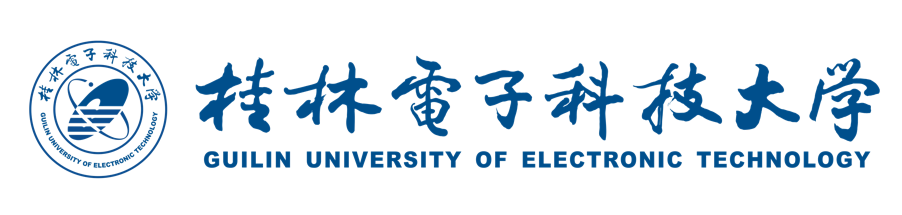 桂林電子科技大学
GUILIN UNIVERSITY OF ELECTRONIC TECHNOLOGY
桂林電子科技大学
GUILIN UNIVERSITY OF ELECTRONIC TECHNOLOGY